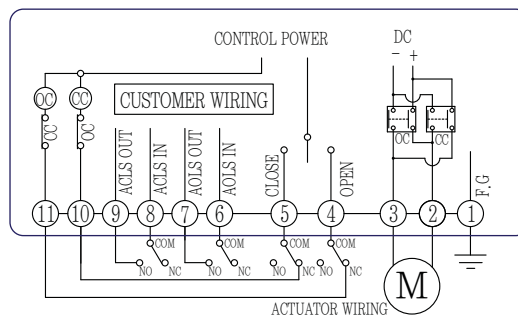 CONTROL POWER
DC
- +
OC CC
CUSTOMER WIRING
CC OC
OC CC
ACLS OUT
ACLS IN
AOLS OUT
AOLS IN
CLOSE
OPEN
F.G
11 10 9 8 7 6 5 4 3 2 1
COM COM COM COM
NO NC NO NC NO NC NO NC
M
ACTUATOR WIRING